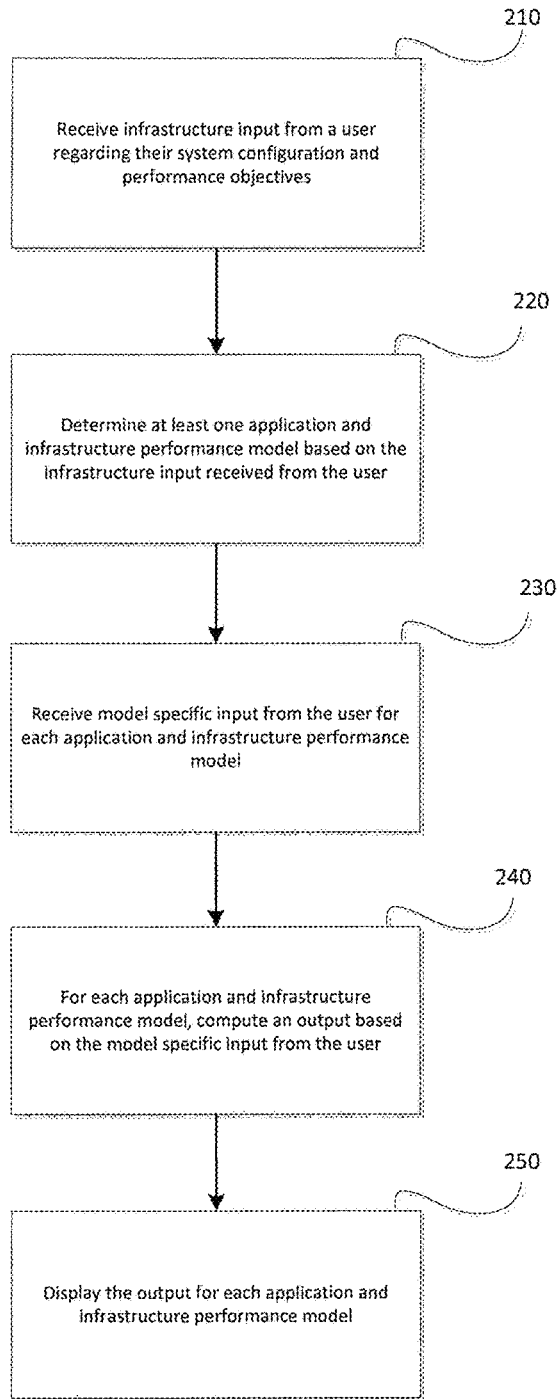 210
Receive infrastructure input from a user
regarding their system configuration and
performance objectives
220
Determine at least one application and
infrastructure performance model based on the
infrastructure input received from the user
230
Receive model specific input from the user for
each application and infrastructure performance
model
240
For each application and infrastructure
performance model, compute an output based
on the model specific input from the user
250
Display the output for each application and
infrastructure performance model